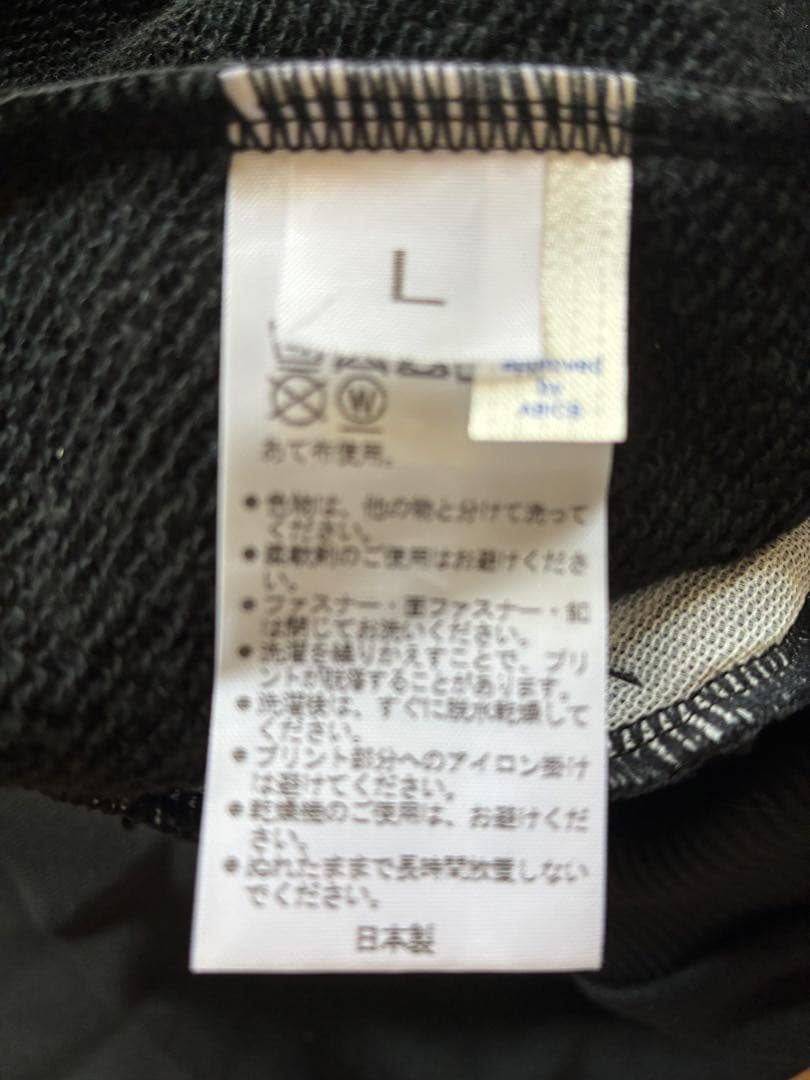 L
approved
by
ASICS
W
あて布使用。
●色物は、他の物と分けて洗って
ください。
●柔軟剤のご使用はお避けくださ
い。
●ファスナー・面ファスナー・釦
は閉じてお洗いください。
●洗濯を繰りかえすことで、プリ
ントが脱落することがあります。
●洗濯後は、すぐに脱水乾燥して
ください。
●プリント部分へのアイロン掛け
は避けてください。
●乾燥機のご使用は、お避けくだ
さい。
●ぬれたままで長時間放置しない
でください。
日本製